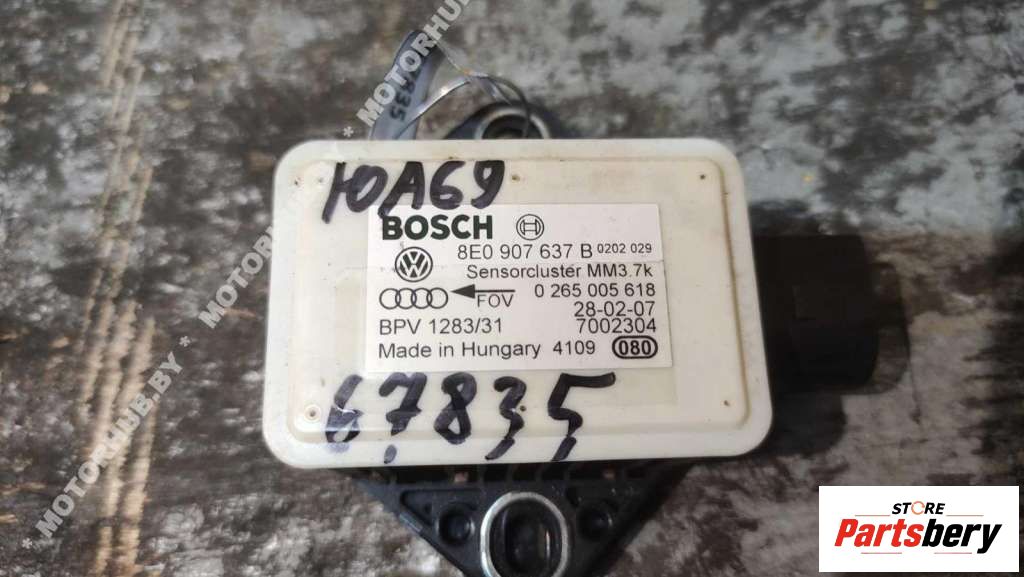 * MOTORHUB.BY *
ЮА69
BOSCH
8E0 907 637 B 0202 029
Sensorcluster MM3.7k
FOV 0 265 005 618
28-02-07
BPV 1283/31 7002304
Made in Hungary 4109 080
67835
STORE
Partsbery